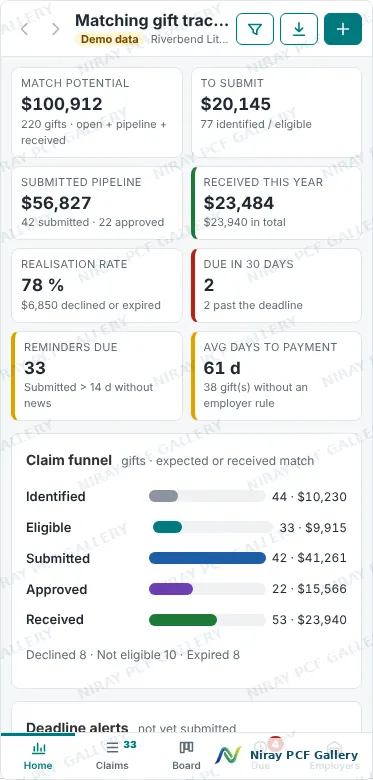 Matching gift trac...
Demo data Riverbend Lit...
MATCH POTENTIAL
$100,912
220 gifts · open + pipeline +
received
TO SUBMIT
$20,145
77 identified / eligible
SUBMITTED PIPELINE
$56,827
42 submitted · 22 approved
RECEIVED THIS YEAR
$23,484
$23,940 in total
REALISATION RATE
78 %
$6,850 declined or expired
DUE IN 30 DAYS
2
2 past the deadline
REMINDERS DUE
33
Submitted > 14 d without
news
AVG DAYS TO PAYMENT
61 d
38 gift(s) without an
employer rule
Claim funnel gifts · expected or received match
Identified 44 · $10,230
Eligible 33 · $9,915
Submitted 42 · $41,261
Approved 22 · $15,566
Received 53 · $23,940
Declined 8 · Not eligible 10 · Expired 8
Deadline alerts not yet submitted
33 4
Home Claims Board Due Employers
Niray PCF Gallery
NIRAY PCF GALLERY